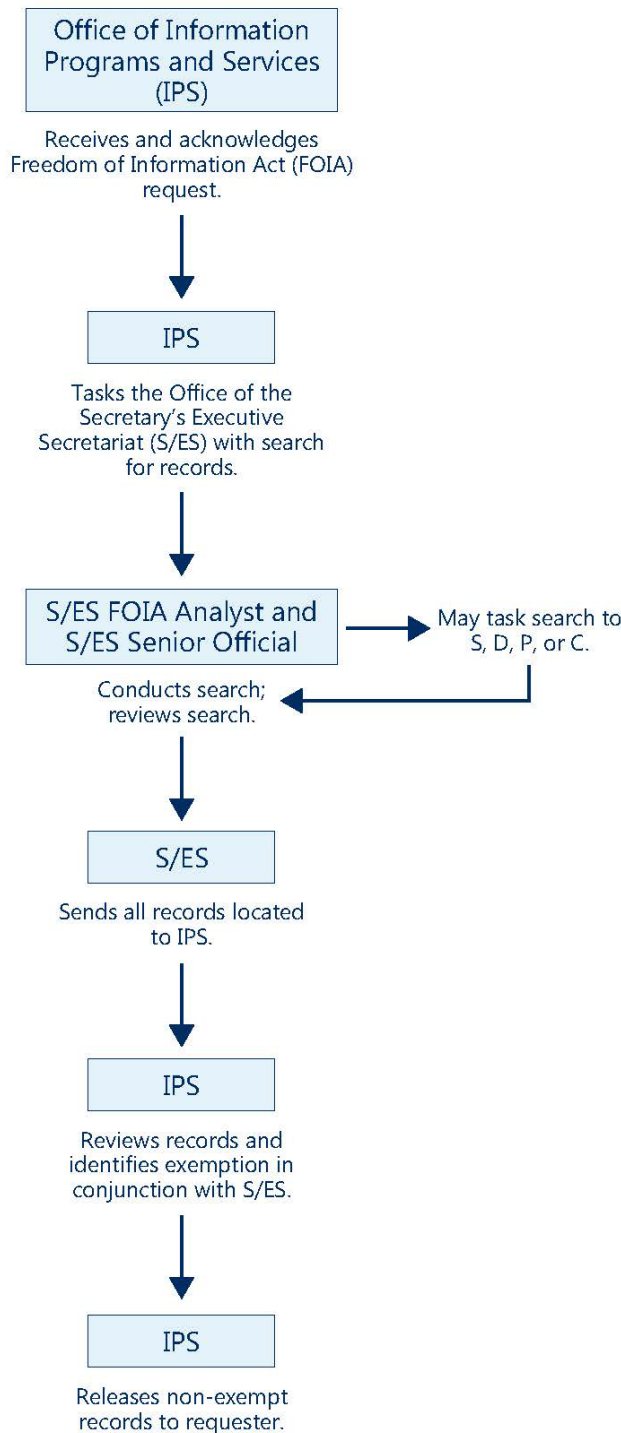 Office of Information
Programs and Services
(IPS)
Receives and acknowledges
Freedom of Information Act (FOIA)
request.
IPS
Tasks the Office of the
Secretary's Executive
Secretariat (S/ES) with search
for records.
S/ES FOIA Analyst and
S/ES Senior Official
May task search to
S, D, P, or C.
Conducts search;
reviews search.
S/ES
Sends all records located
to IPS.
IPS
Reviews records and
identifies exemption in
conjunction with S/ES.
IPS
Releases non-exempt
records to requester.